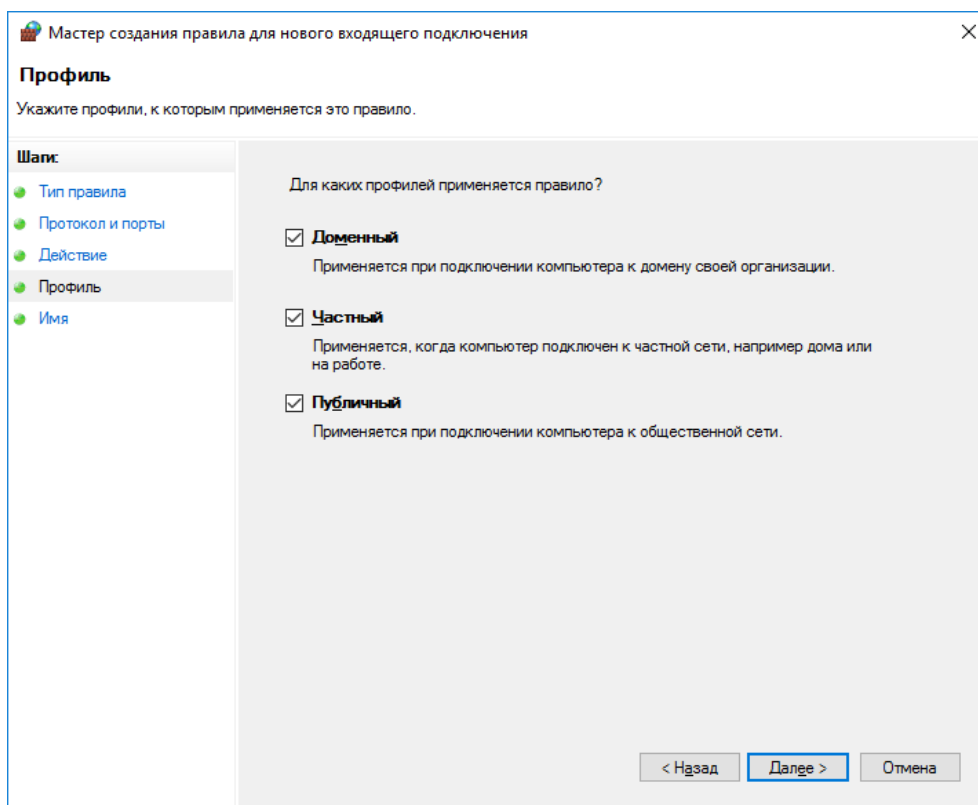 Мастер создания правила для нового входящего подключения
Профиль
Укажите профили, к которым применяется это правило.
Шаги:
Тип правила
Протокол и порты
Действие
Профиль
Имя
Для каких профилей применяется правило?
Доменный
Применяется при подключении компьютера к домену своей организации.
Частный
Применяется, когда компьютер подключен к частной сети, например дома или
на работе.
Публичный
Применяется при подключении компьютера к общественной сети.
< Назад
Далее >
Отмена